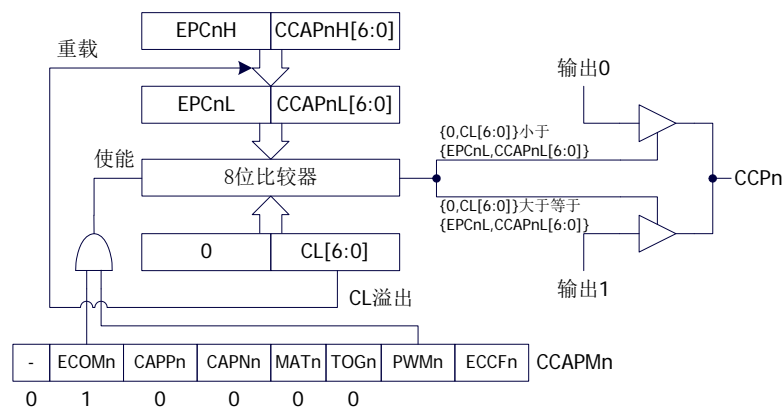 EPCnH CCAPnH[6:0]
重载
输出0
EPCnL CCAPnL[6:0]
{0,CL[6:0]}小于
{EPCnL,CCAPnL[6:0]}
使能
8位比较器
CCPn
{0,CL[6:0]}大于等于
{EPCnL,CCAPnL[6:0]}
0 CL[6:0]
输出1
CL溢出
- ECOMn CAPPn CAPNn MATn TOGn PWMn ECCFn CCAPMn
0 1 0 0 0 0